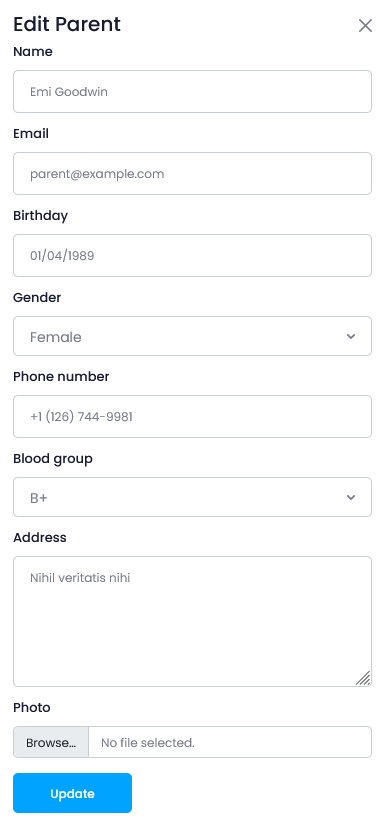 Edit Parent
Name
Emi Goodwin
Email
parent@example.com
Birthday
01/04/1989
Gender
Female
Phone number
+1 (126) 744-9981
Blood group
B+
Address
Nihil veritatis nihi
Photo
Browse... No file selected.
Update